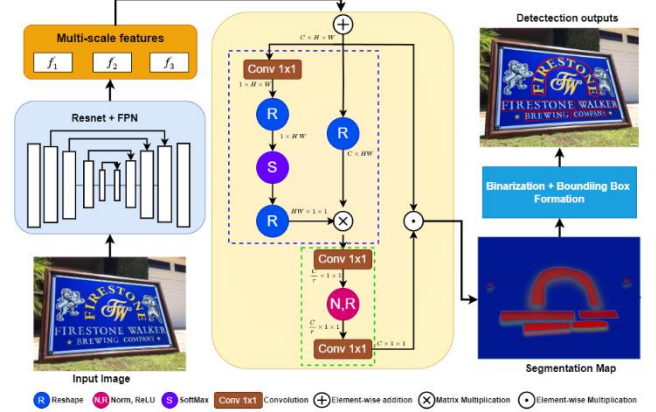 Multi-scale features
f1 f2 f3
Resnet + FPN
FIRESTONE
FW
FIRESTONE WALKER
BREWING COMPANY
Input Image
C × H × W
Conv 1x1
1 × H × W
R
1 × HW
S
R
HW × 1 × 1
R
C × HW
Conv 1x1
C/r × 1 × 1
N,R
C/r × 1 × 1
Conv 1x1
C × 1 × 1
Detectection outputs
FIRESTONE
FW
FIRESTONE WALKER
BREWING COMPANY
Binarization + Boundiing Box
Formation
Segmentation Map
R Reshape N,R Norm, ReLU S SoftMax Conv 1x1 Convolution Element-wise addition Matrix Multiplication Element-wise Multiplication